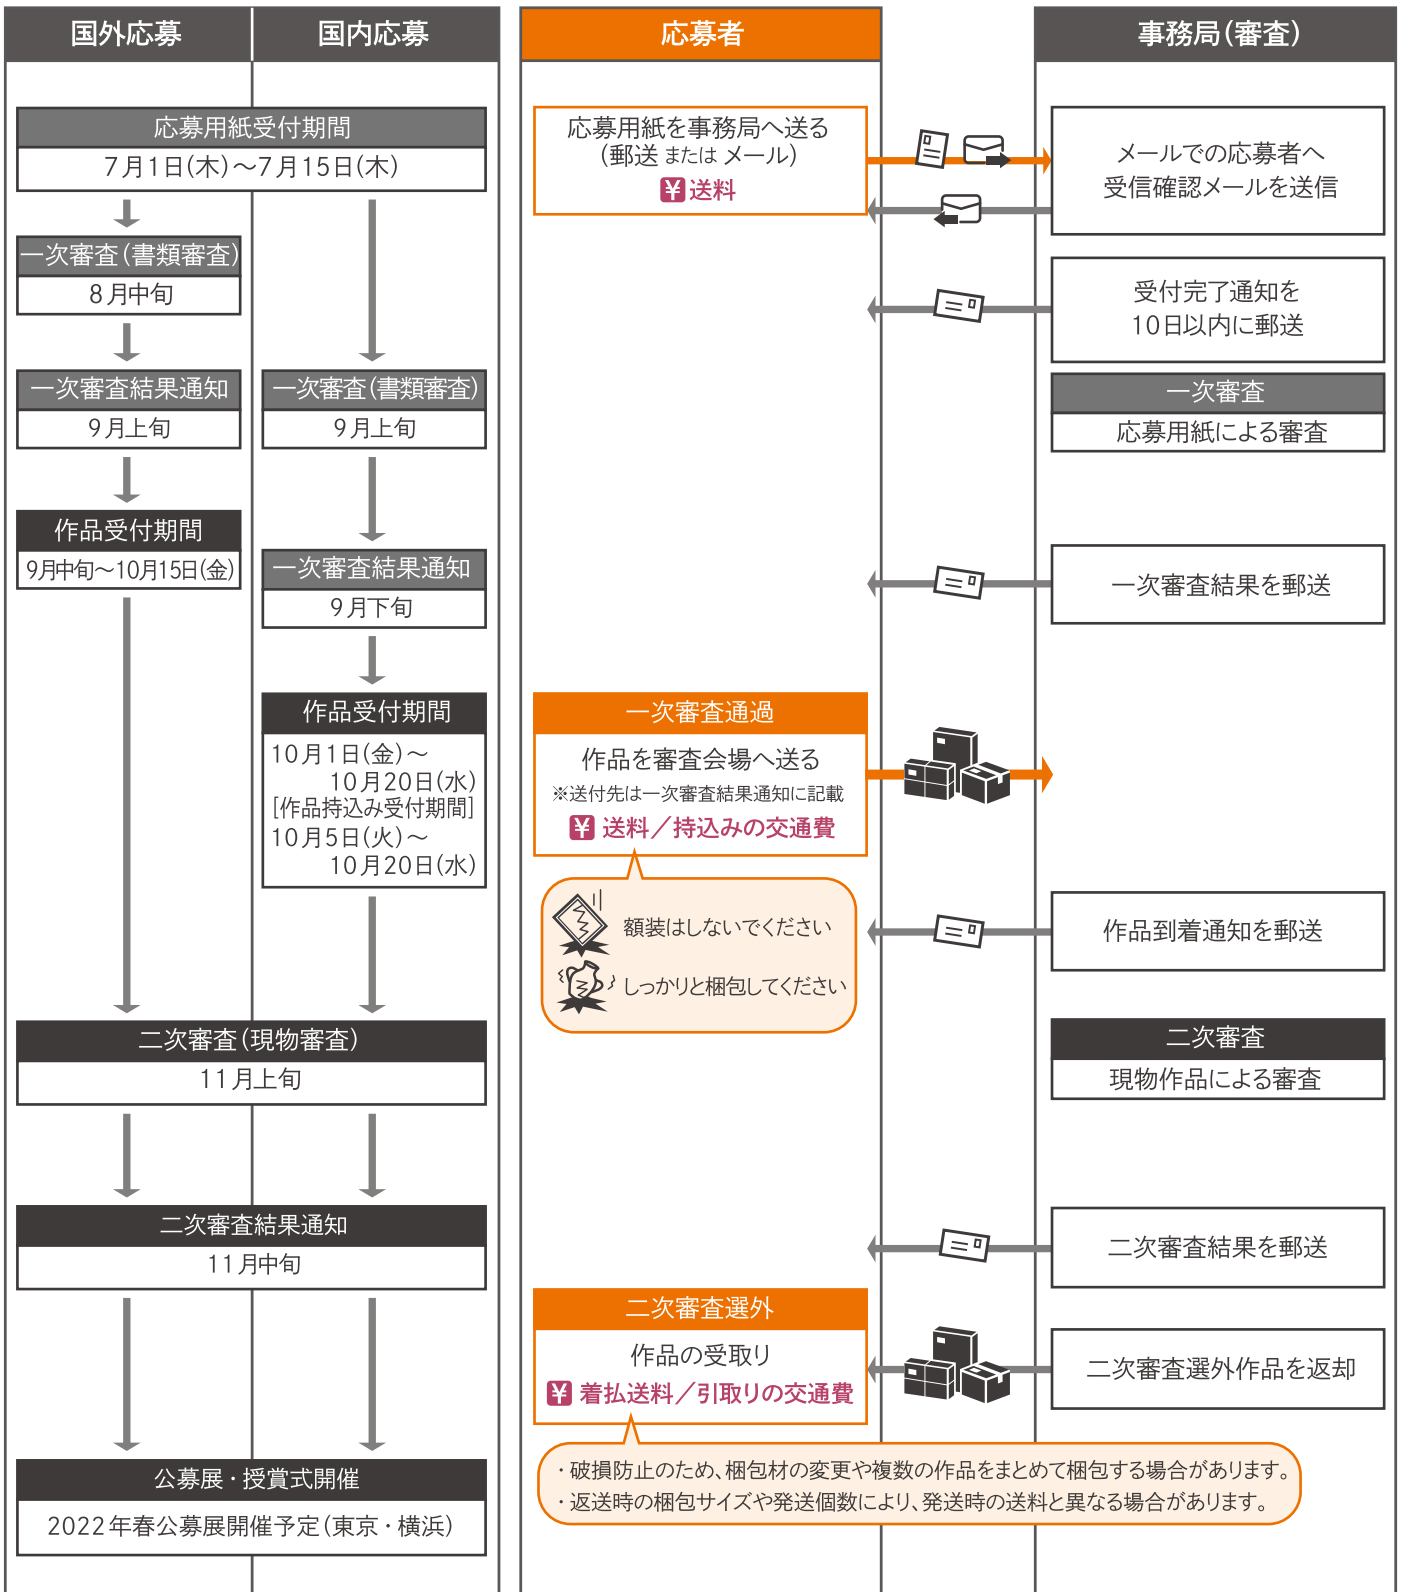 国外応募
国内応募
応募用紙受付期間
7月1日(木)～7月15日(木)
一次審査(書類審査)
8月中旬
一次審査結果通知
9月上旬
作品受付期間
9月中旬～10月15日(金)
一次審査(書類審査)
9月上旬
一次審査結果通知
9月下旬
作品受付期間
10月1日(金)～
10月20日(水)
[作品持込み受付期間]
10月5日(火)～
10月20日(水)
二次審査(現物審査)
11月上旬
二次審査結果通知
11月中旬
公募展・授賞式開催
2022年春公募展開催予定(東京・横浜)
応募者
応募用紙を事務局へ送る
(郵送 または メール)
¥ 送料
一次審査通過
作品を審査会場へ送る
※送付先は一次審査結果通知に記載
¥ 送料／持込みの交通費
額装はしないでください
しっかりと梱包してください
二次審査選外
作品の受取り
¥ 着払送料／引取りの交通費
・破損防止のため、梱包材の変更や複数の作品をまとめて梱包する場合があります。
・返送時の梱包サイズや発送個数により、発送時の送料と異なる場合があります。
事務局(審査)
メールでの応募者へ
受信確認メールを送信
受付完了通知を
10日以内に郵送
一次審査
応募用紙による審査
一次審査結果を郵送
作品到着通知を郵送
二次審査
現物作品による審査
二次審査結果を郵送
二次審査選外作品を返却